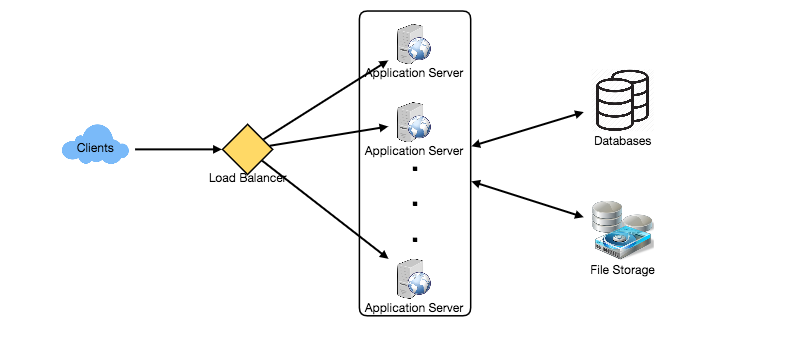 Application Server
Application Server
Clients
Load Balancer
Application Server
Databases
File Storage